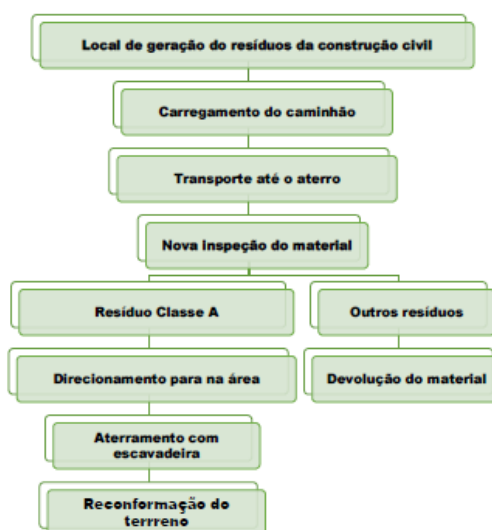 Local de geração do resíduos da construção civil
Carregamento do caminhão
Transporte até o aterro
Nova inspeção do material
Resíduo Classe A
Outros resíduos
Direcionamento para na área
Devolução do material
Aterramento com
escavadeira
Reconformação do
terrreno